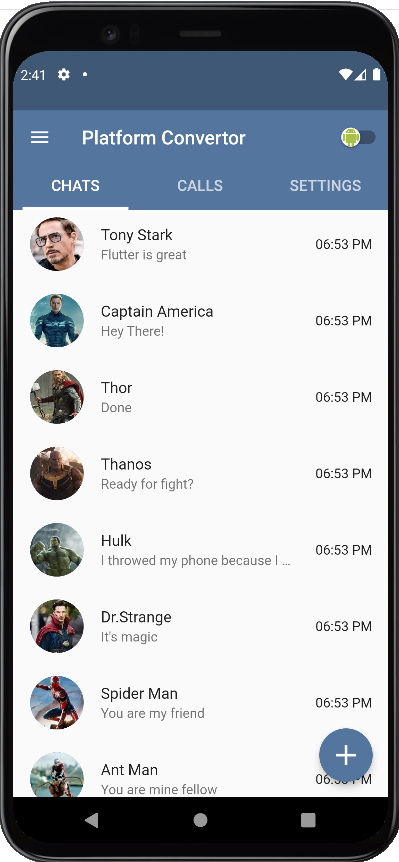 2:41
Platform Convertor
CHATS CALLS SETTINGS
Tony Stark
Flutter is great
06:53 PM
Captain America
Hey There!
06:53 PM
Thor
Done
06:53 PM
Thanos
Ready for fight?
06:53 PM
Hulk
I throwed my phone because I ...
06:53 PM
Dr.Strange
It's magic
06:53 PM
Spider Man
You are my friend
06:53 PM
Ant Man
You are mine fellow
PM